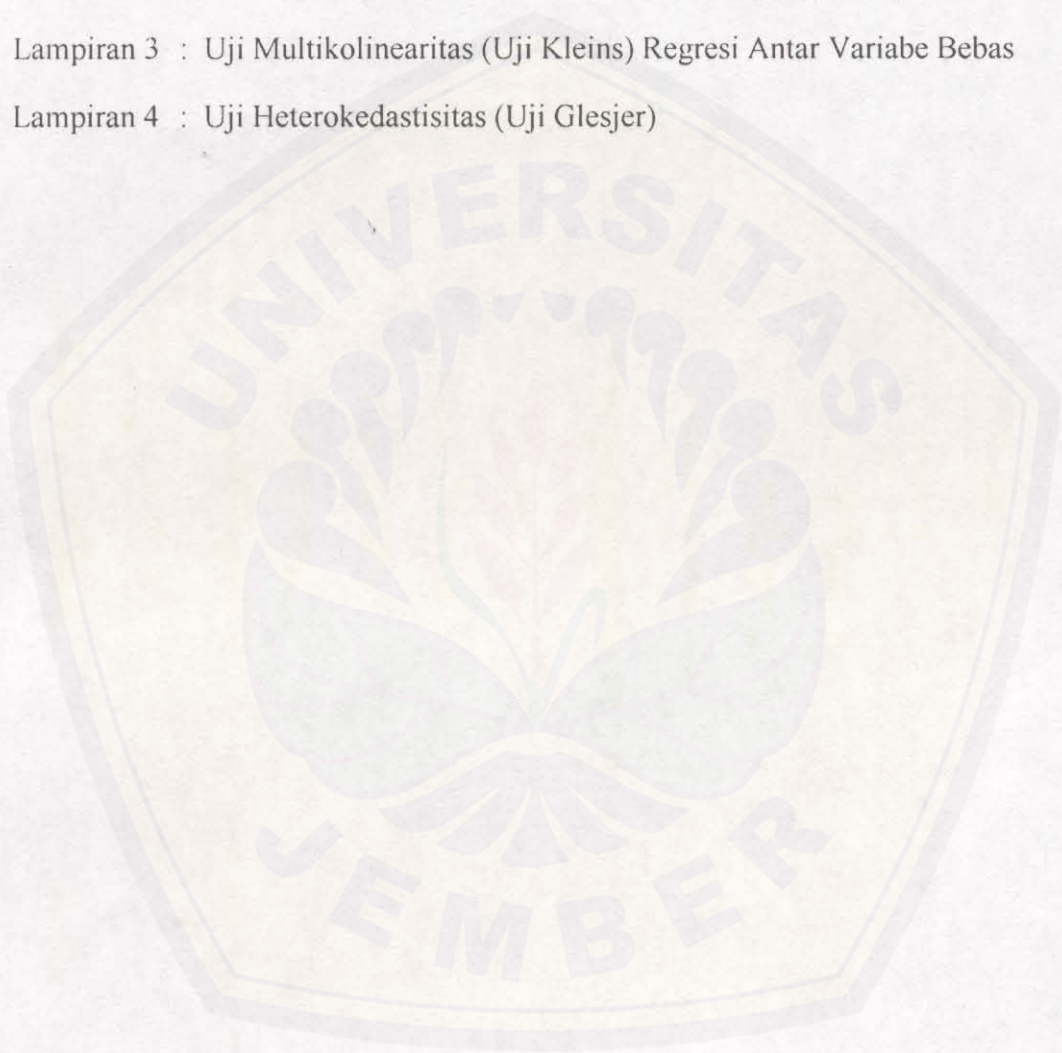 Lampiran 3 : Uji Multikolinearitas (Uji Kleins) Regresi Antar Variabe Bebas
Lampiran 4 : Uji Heterokedastisitas (Uji Glesjer)
UNIVERSITAS
JEMBER